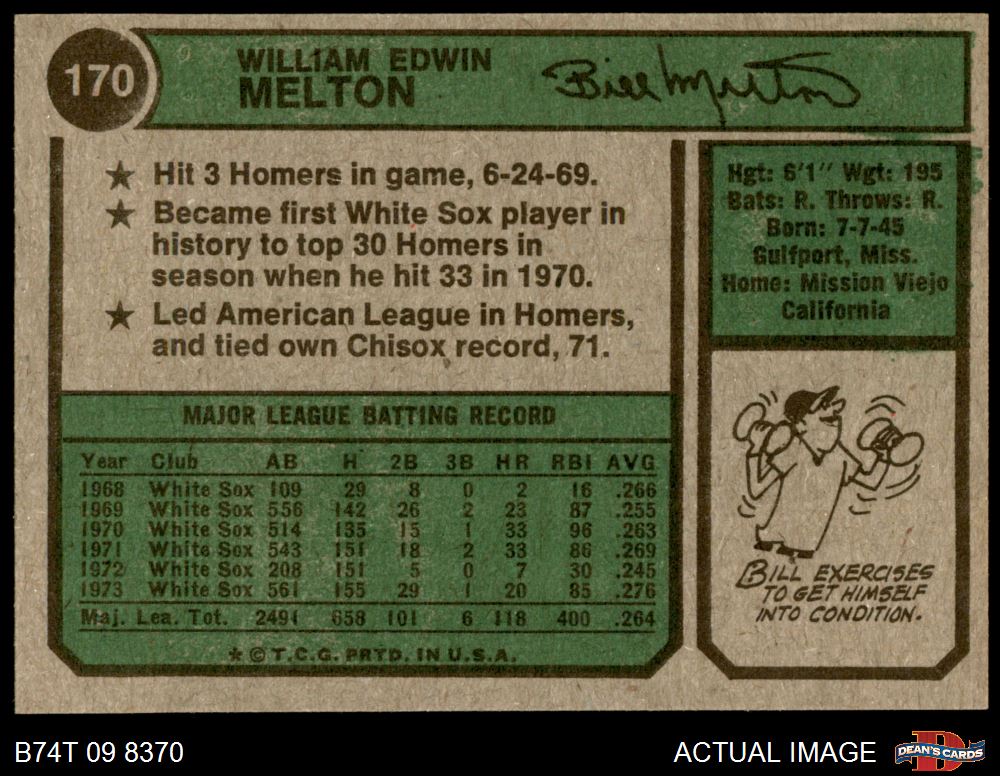 170
WILLIAM EDWIN
MELTON
Bill Melton
★ Hit 3 Homers in game, 6-24-69.
★ Became first White Sox player in
history to top 30 Homers in
season when he hit 33 in 1970.
★ Led American League in Homers,
and tied own Chisox record, 71.
Hgt: 6'1" Wgt: 195
Bats: R. Throws: R.
Born: 7-7-45
Gulfport, Miss.
Home: Mission Viejo
California
MAJOR LEAGUE BATTING RECORD
Year Club AB H 2B 3B HR RBI AVG
1968 White Sox 109 29 8 0 2 16 .266
1969 White Sox 556 142 26 2 23 87 .255
1970 White Sox 514 135 15 1 33 96 .263
1971 White Sox 543 151 18 2 33 86 .269
1972 White Sox 208 151 5 0 7 30 .245
1973 White Sox 561 155 29 1 20 85 .276
Maj. Lea. Tot. 2491 658 101 6 118 400 .264
* © T.C.G. PRTD. IN U.S.A.
BILL EXERCISES
TO GET HIMSELF
INTO CONDITION.
B74T 09 8370
ACTUAL IMAGE
DEAN'S CARDS